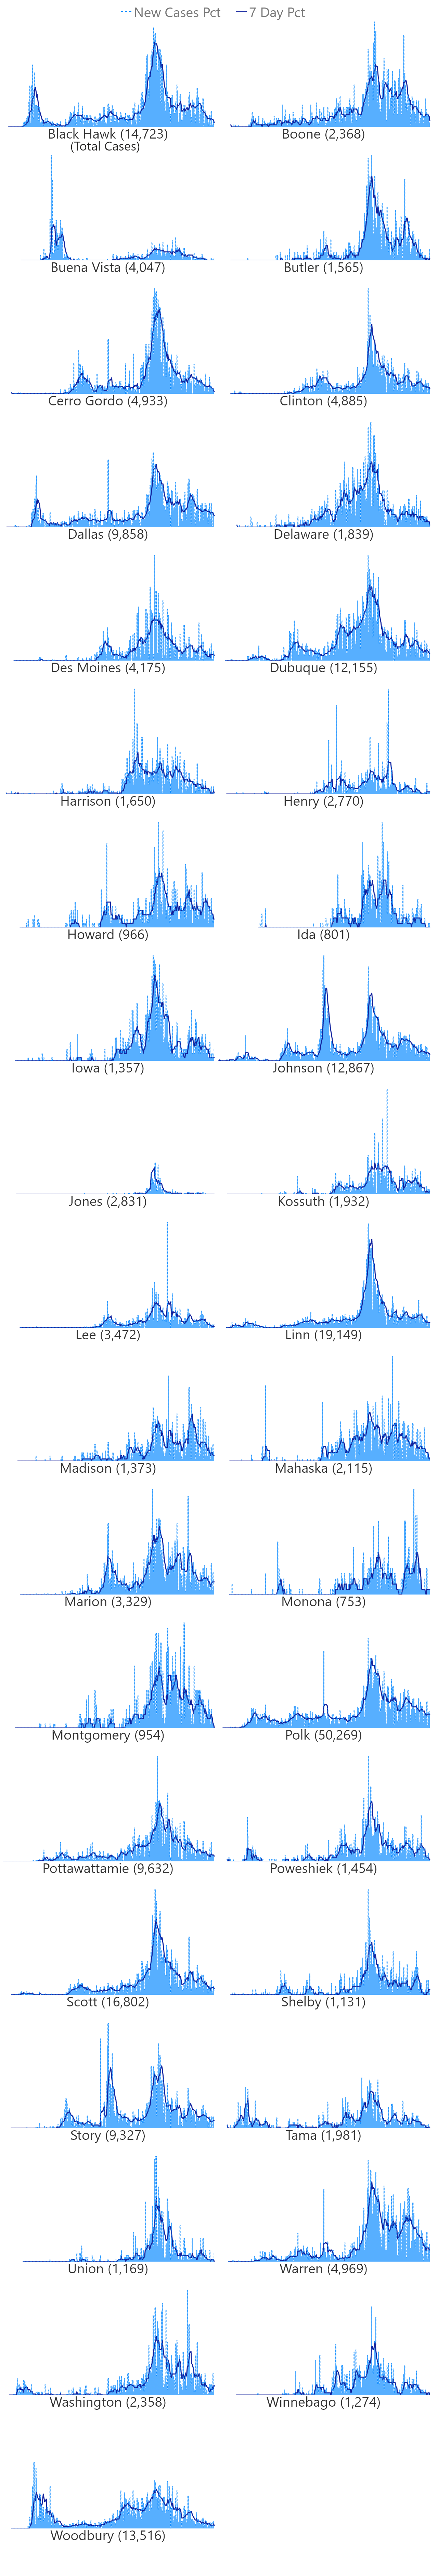 New Cases Pct 7 Day Pct
Black Hawk (14,723) Boone (2,368)
(Total Cases)
Buena Vista (4,047) Butler (1,565)
Cerro Gordo (4,933) Clinton (4,885)
Dallas (9,858) Delaware (1,839)
Des Moines (4,175) Dubuque (12,155)
Harrison (1,650) Henry (2,770)
Howard (966) Ida (801)
Iowa (1,357) Johnson (12,867)
Jones (2,831) Kossuth (1,932)
Lee (3,472) Linn (19,149)
Madison (1,373) Mahaska (2,115)
Marion (3,329) Monona (753)
Montgomery (954) Polk (50,269)
Pottawattamie (9,632) Poweshiek (1,454)
Scott (16,802) Shelby (1,131)
Story (9,327) Tama (1,981)
Union (1,169) Warren (4,969)
Washington (2,358) Winnebago (1,274)
Woodbury (13,516)